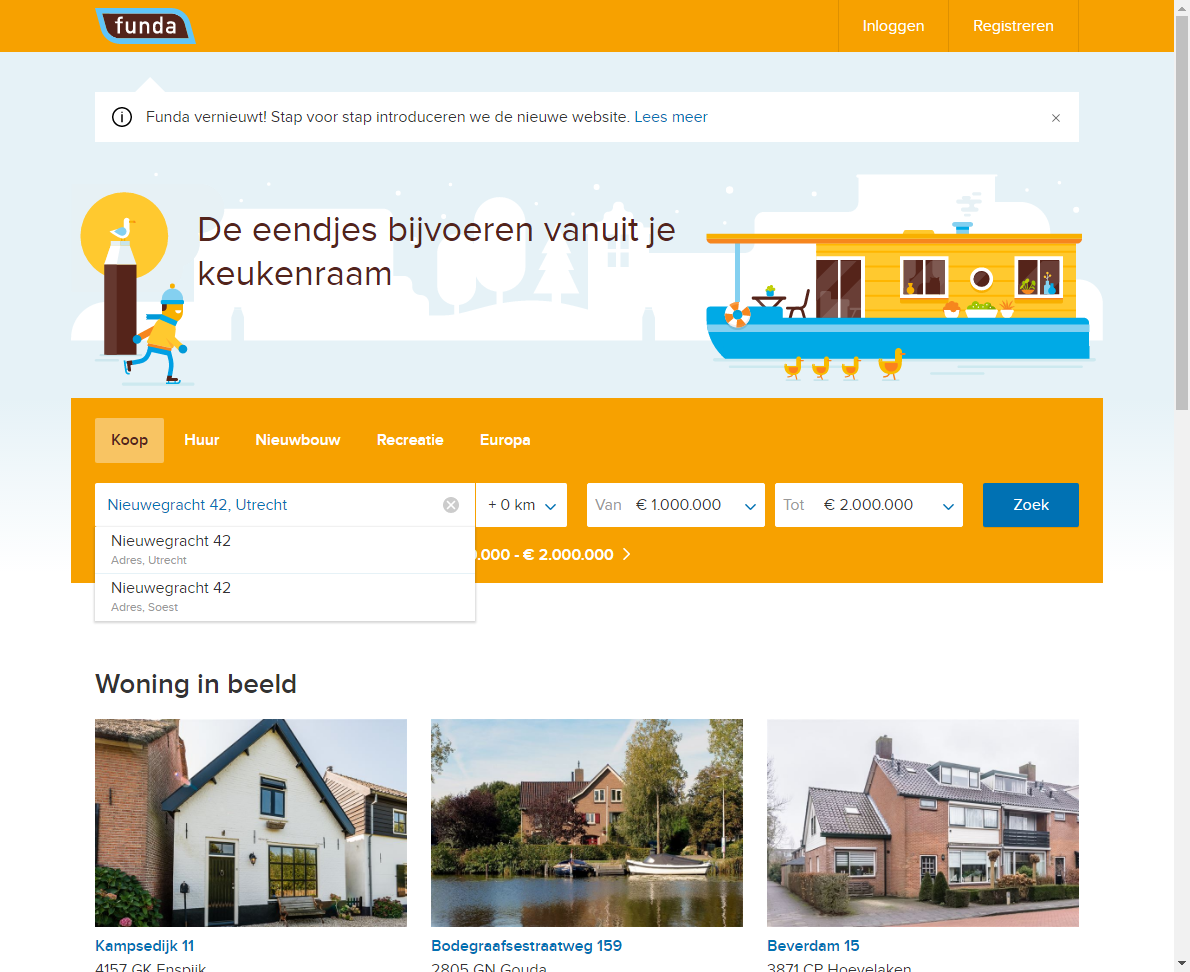 funda
Inloggen
Registreren
Funda vernieuwt! Stap voor stap introduceren we de nieuwe website. Lees meer
De eendjes bijvoeren vanuit je
keukenraam
Koop
Huur
Nieuwbouw
Recreatie
Europa
Nieuwegracht 42, Utrecht
+ 0 km
Van € 1.000.000
Tot € 2.000.000
Zoek
Nieuwegracht 42
Adres, Utrecht
.000 - € 2.000.000
Nieuwegracht 42
Adres, Soest
Woning in beeld
Kampsedijk 11
Bodegraafsestraatweg 159
Beverdam 15
4157 GK Enspijk
2805 GN Gouda
3871 CP Hoevelaken